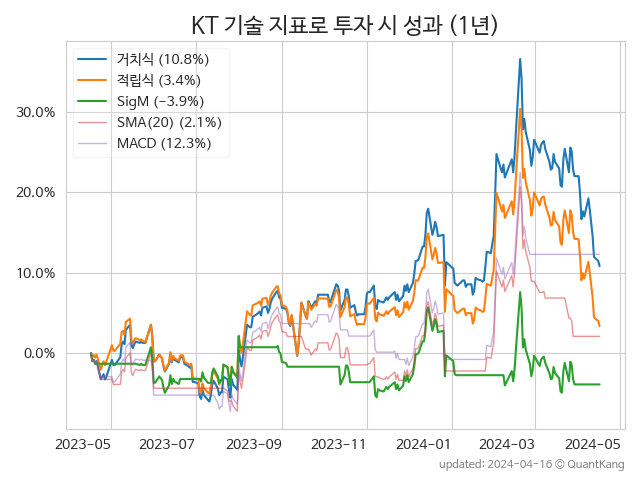 KT 기술 지표로 투자 시 성과 (1년)
거치식 (10.8%)
적립식 (3.4%)
SigM (−3.9%)
SMA(20) (2.1%)
MACD (12.3%)
30.0%
20.0%
10.0%
0.0%
2023-05 2023-07 2023-09 2023-11 2024-01 2024-03 2024-05
updated: 2024-04-16 © QuantKang